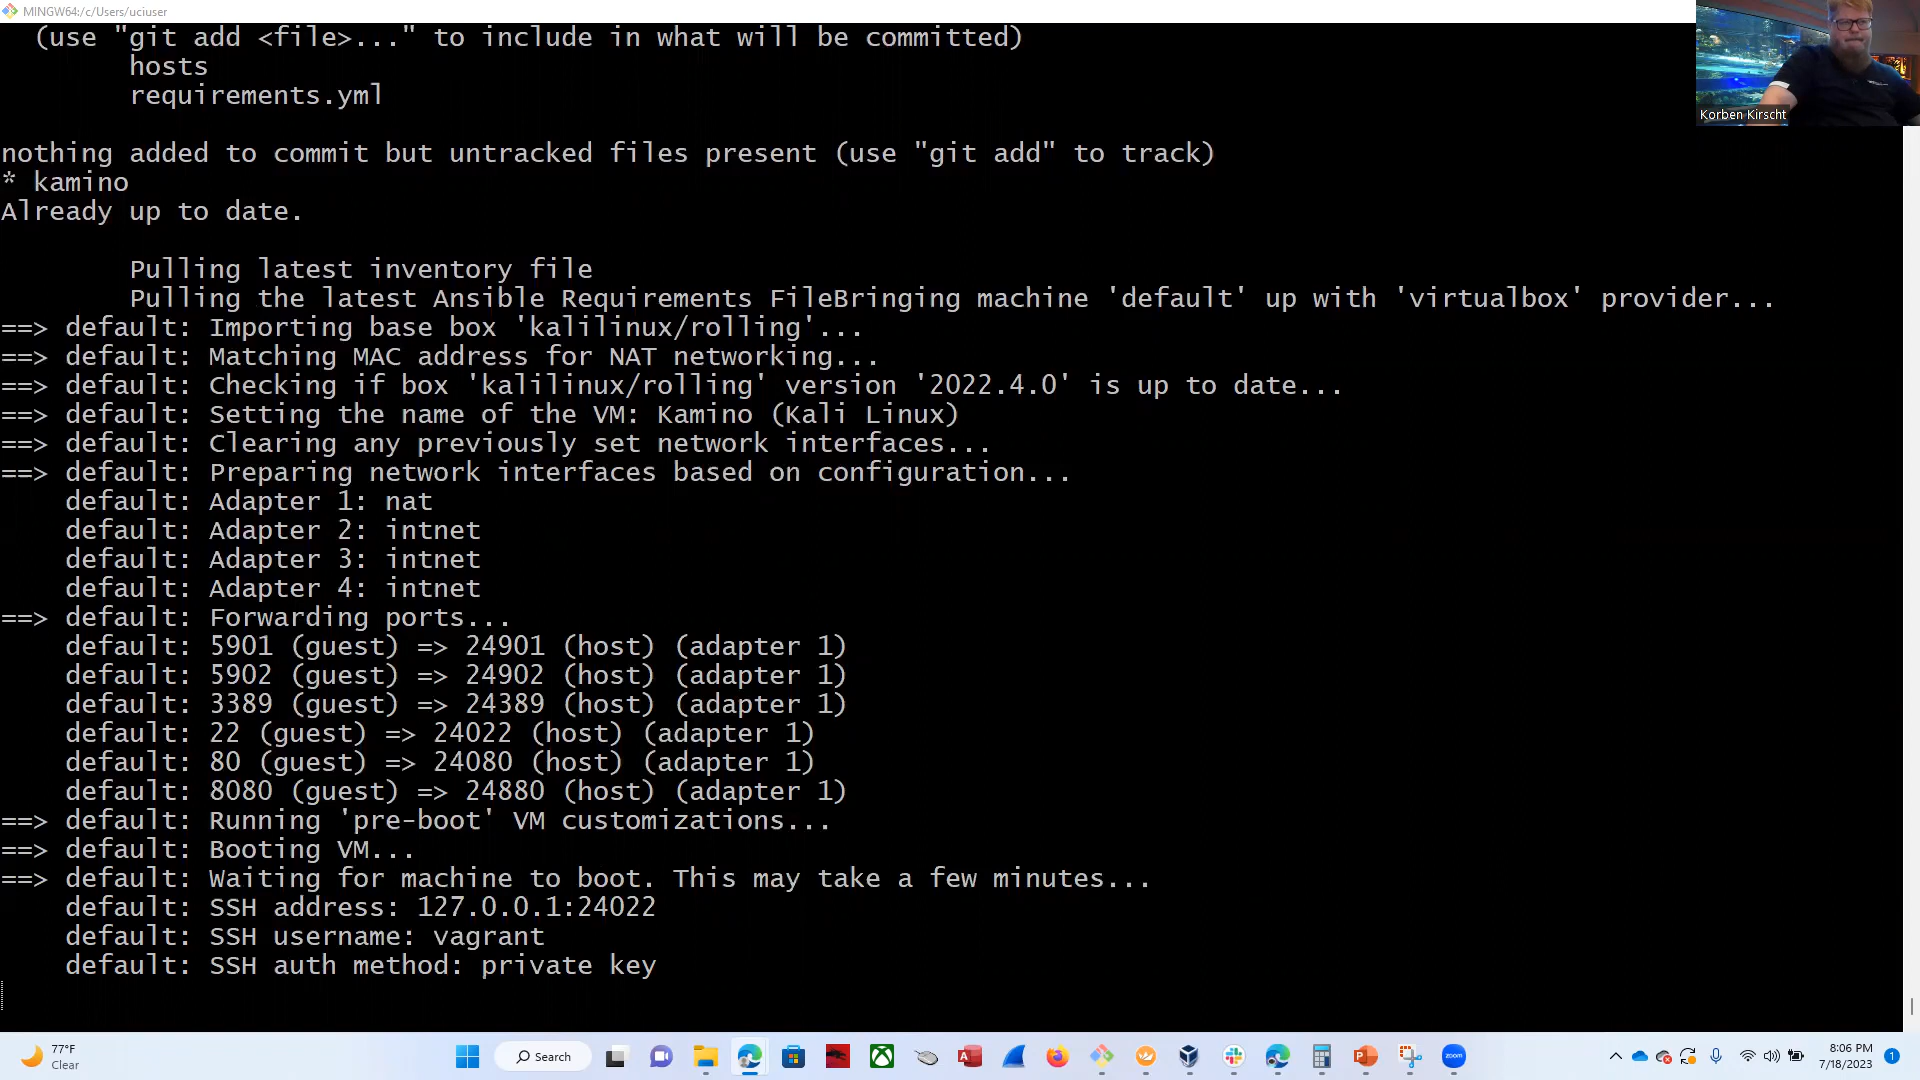 MINGW64:/c/Users/uciuser
(use "git add <file>..." to include in what will be committed)
hosts
requirements.yml
nothing added to commit but untracked files present (use "git add" to track)
* kamino
Already up to date.
Pulling latest inventory file
Pulling the latest Ansible Requirements FileBringing machine 'default' up with 'virtualbox' provider...
==> default: Importing base box 'kalilinux/rolling'...
==> default: Matching MAC address for NAT networking...
==> default: Checking if box 'kalilinux/rolling' version '2022.4.0' is up to date...
==> default: Setting the name of the VM: Kamino (Kali Linux)
==> default: Clearing any previously set network interfaces...
==> default: Preparing network interfaces based on configuration...
default: Adapter 1: nat
default: Adapter 2: intnet
default: Adapter 3: intnet
default: Adapter 4: intnet
==> default: Forwarding ports...
default: 5901 (guest) => 24901 (host) (adapter 1)
default: 5902 (guest) => 24902 (host) (adapter 1)
default: 3389 (guest) => 24389 (host) (adapter 1)
default: 22 (guest) => 24022 (host) (adapter 1)
default: 80 (guest) => 24080 (host) (adapter 1)
default: 8080 (guest) => 24880 (host) (adapter 1)
==> default: Running 'pre-boot' VM customizations...
==> default: Booting VM...
==> default: Waiting for machine to boot. This may take a few minutes...
default: SSH address: 127.0.0.1:24022
default: SSH username: vagrant
default: SSH auth method: private key
Korben Kirscht
77°F
Clear
Search
zoom
8:06 PM
7/18/2023
1